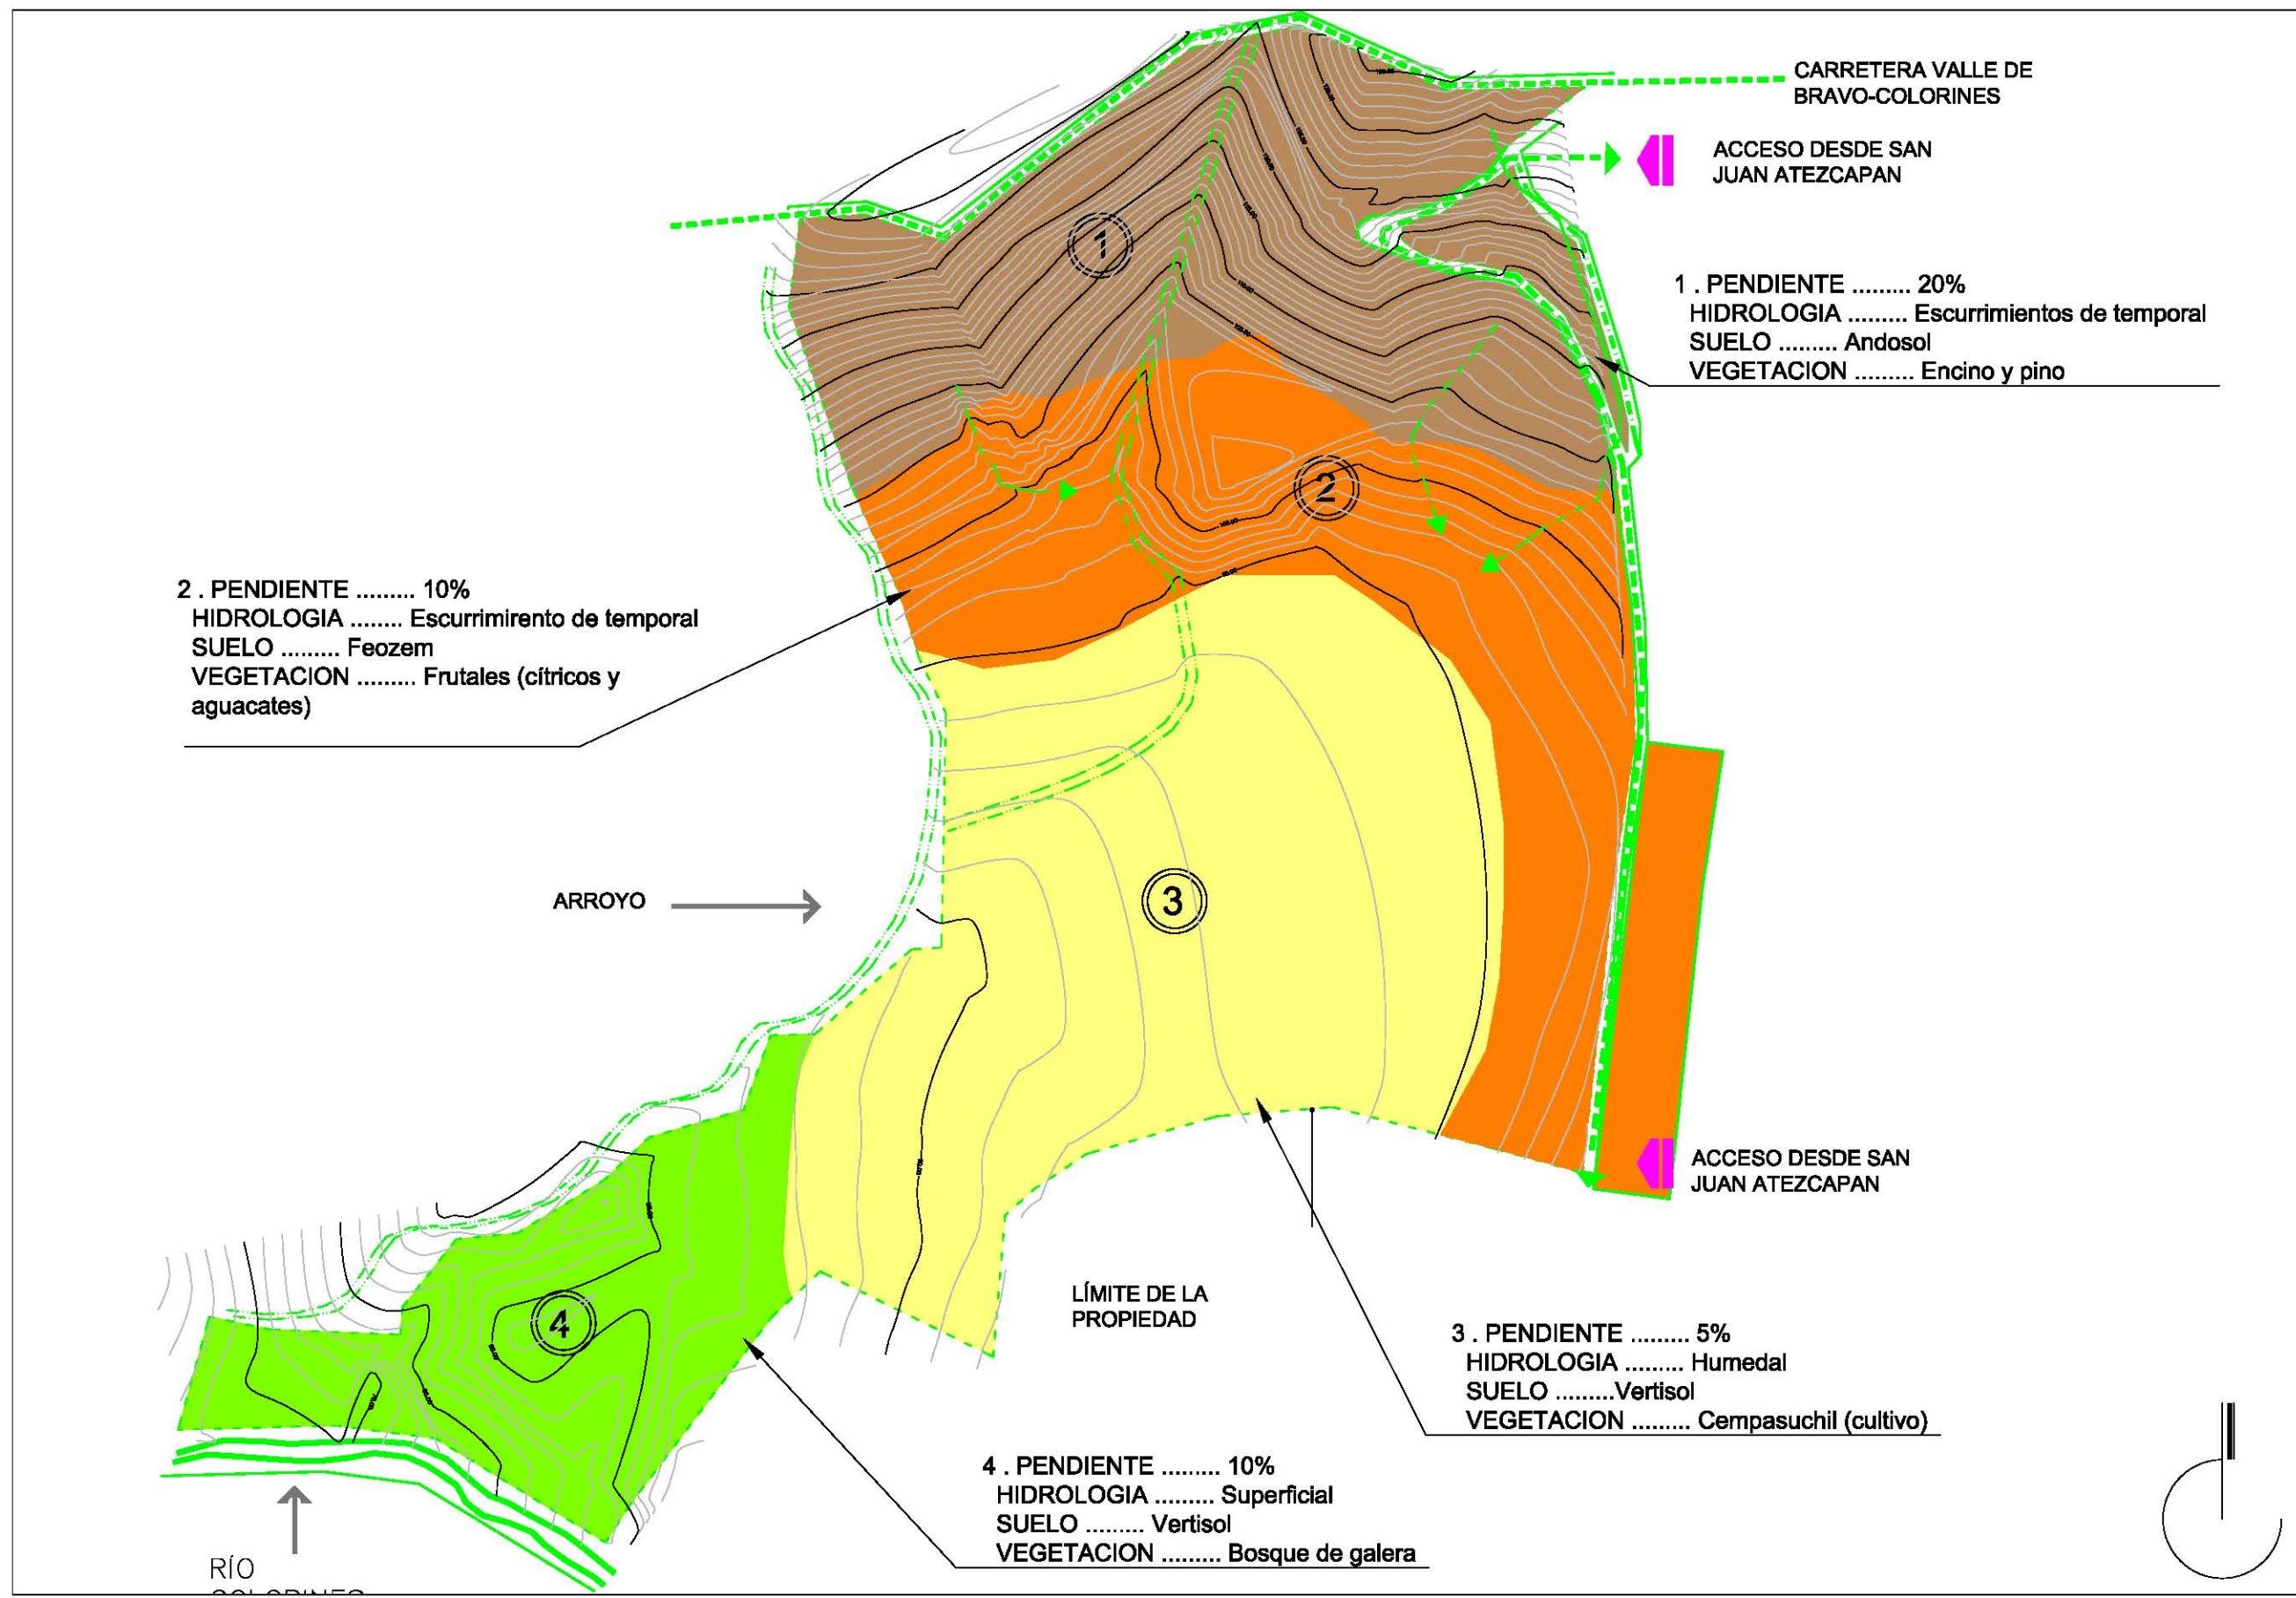 CARRETERA VALLE DE
BRAVO-COLORINES
ACCESO DESDE SAN
JUAN ATEZCAPAN
1 . PENDIENTE ......... 20%
HIDROLOGIA ......... Escurrimientos de temporal
SUELO ......... Andosol
VEGETACION ......... Encino y pino
1
2
2 . PENDIENTE ......... 10%
HIDROLOGIA ........ Escurrimirento de temporal
SUELO ......... Feozem
VEGETACION ......... Frutales (cítricos y
aguacates)
ARROYO
3
ACCESO DESDE SAN
JUAN ATEZCAPAN
LÍMITE DE LA
PROPIEDAD
4
3 . PENDIENTE ......... 5%
HIDROLOGIA ......... Humedal
SUELO .........Vertisol
VEGETACION ......... Cempasuchil (cultivo)
4 . PENDIENTE ......... 10%
HIDROLOGIA ......... Superficial
SUELO ......... Vertisol
VEGETACION ......... Bosque de galera
RÍO